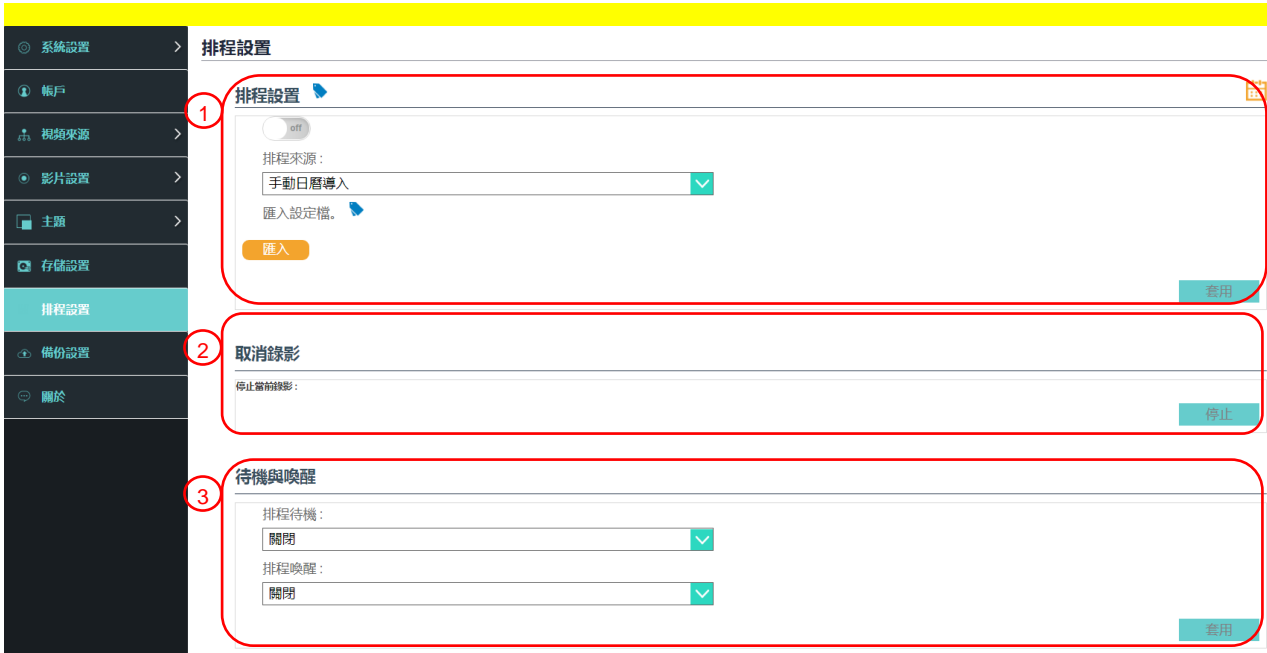 系統設置
帳戶
視頻來源
影片設置
主題
存儲設置
排程設置
備份設置
關於
排程設置
1
排程設置
off
排程來源 :
手動日曆導入
匯入設定檔。
匯入
套用
2
取消錄影
停止當前錄影 :
停止
3
待機與喚醒
排程待機 :
關閉
排程喚醒 :
關閉
套用